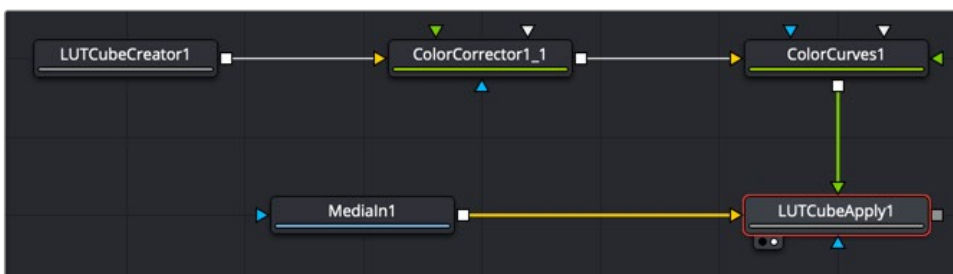 LUTCubeCreator1
ColorCorrector1_1
ColorCurves1
MediaIn1
LUTCubeApply1